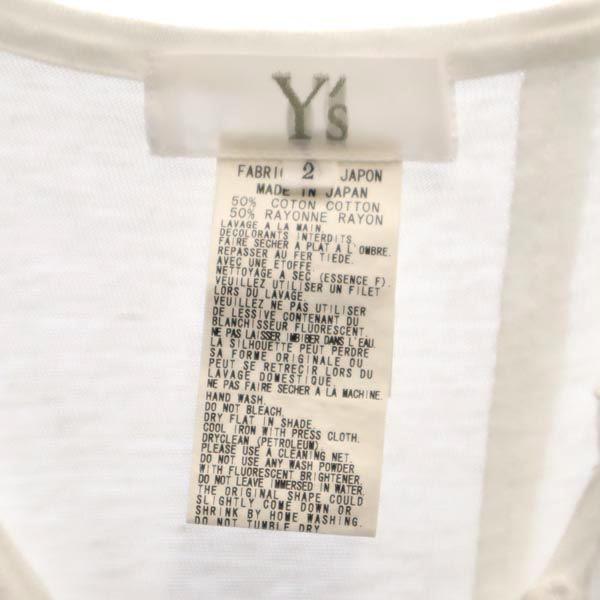 Y's
2
FABRI JAPON
MADE IN JAPAN
50% COTON COTTON
50% RAYONNE RAYON
LAVAGE A LA MAIN.
DECOLORANTS INTERDITS.
FAIRE SECHER A PLAT A L'OMBRE.
REPASSER AU FER TIEDE.
AVEC UNE ETOFFE.
NETTOYAGE A SEC (ESSENCE F).
VEUILLEZ UTILISER UN FILET
LORS DU LAVAGE.
VEUILLEZ NE PAS UTILISER
DE LESSIVE CONTENANT DU
BLANCHISSEUR FLUORESCENT.
NE PAS LAISSER IMBIBER DANS L'EAU.
LA SILHOUETTE PEUT PERDRE
SA FORME ORIGINALE OU
PEUT SE RETRECIR LORS DU
LAVAGE DOMESTIQUE.
NE PAS FAIRE SECHER A LA MACHINE.
HAND WASH.
DO NOT BLEACH.
DRY FLAT IN SHADE.
COOL IRON WITH PRESS CLOTH.
DRYCLEAN (PETROLEUM).
PLEASE USE A CLEANING NET.
DO NOT USE ANY WASH POWDER
WITH FLUORESCENT BRIGHTENER.
DO NOT LEAVE IMMERSED IN WATER.
THE ORIGINAL SHAPE COULD
SLIGHTLY COME DOWN OR
SHRINK BY HOME WASHING.
DO NOT TUMBLE DRY.